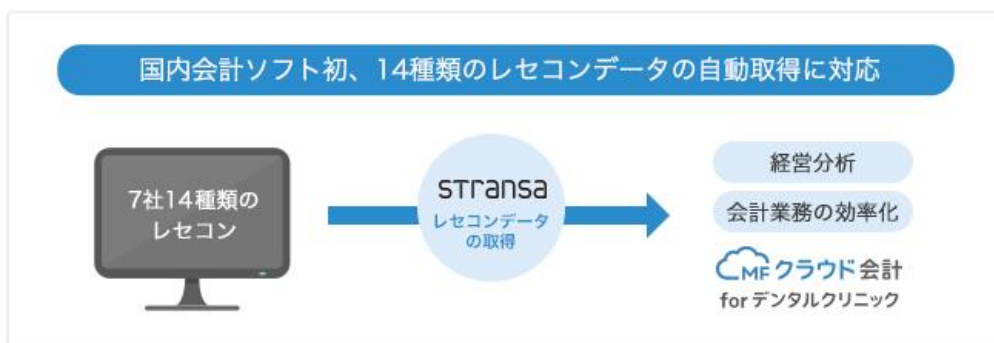 国内会計ソフト初、14種類のレセコンデータの自動取得に対応
7社14種類の
レセコン
stransa
レセコンデータ
の取得
経営分析
会計業務の効率化
MFクラウド会計
for デンタルクリニック